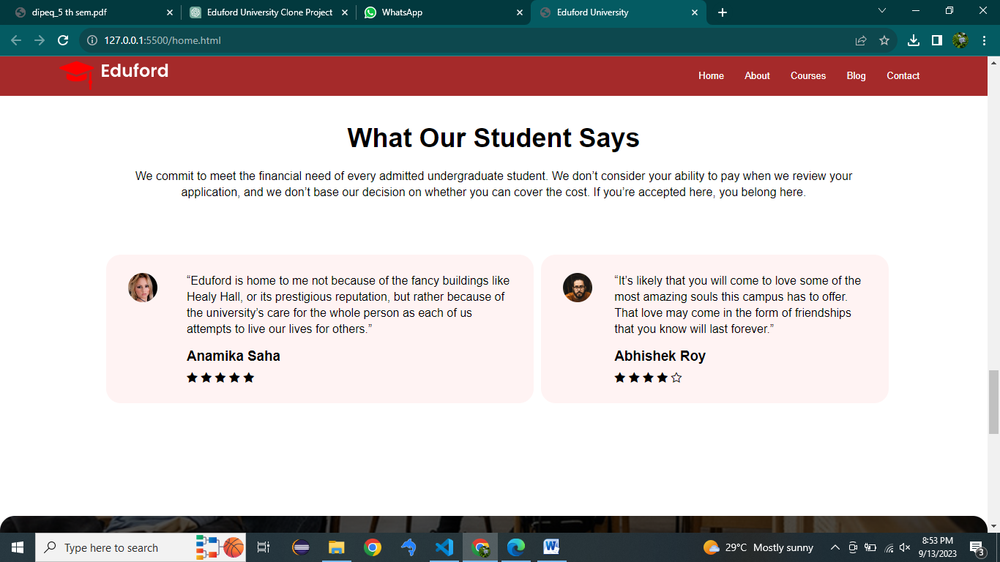 dipeq_5 th sem.pdf
Eduford University Clone Project
WhatsApp
Eduford University
127.0.0.1:5500/home.html
Eduford
Home
About
Courses
Blog
Contact
What Our Student Says
We commit to meet the financial need of every admitted undergraduate student. We don’t consider your ability to pay when we review your
application, and we don’t base our decision on whether you can cover the cost. If you’re accepted here, you belong here.
“Eduford is home to me not because of the fancy buildings like
Healy Hall, or its prestigious reputation, but rather because of
the university’s care for the whole person as each of us
attempts to live our lives for others.”
Anamika Saha
“It’s likely that you will come to love some of the
most amazing souls this campus has to offer.
That love may come in the form of friendships
that you know will last forever.”
Abhishek Roy
Type here to search
29°C Mostly sunny
8:53 PM
9/13/2023
3